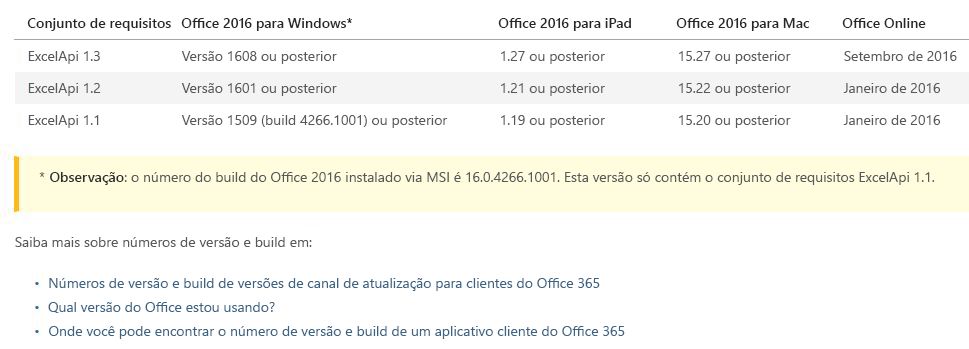 Conjunto de requisitos Office 2016 para Windows* Office 2016 para iPad Office 2016 para Mac Office Online
ExcelApi 1.3 Versão 1608 ou posterior 1.27 ou posterior 15.27 ou posterior Setembro de 2016
ExcelApi 1.2 Versão 1601 ou posterior 1.21 ou posterior 15.22 ou posterior Janeiro de 2016
ExcelApi 1.1 Versão 1509 (build 4266.1001) ou posterior 1.19 ou posterior 15.20 ou posterior Janeiro de 2016
* Observação: o número do build do Office 2016 instalado via MSI é 16.0.4266.1001. Esta versão só contém o conjunto de requisitos ExcelApi 1.1.
Saiba mais sobre números de versão e build em:
• Números de versão e build de versões de canal de atualização para clientes do Office 365
• Qual versão do Office estou usando?
• Onde você pode encontrar o número de versão e build de um aplicativo cliente do Office 365